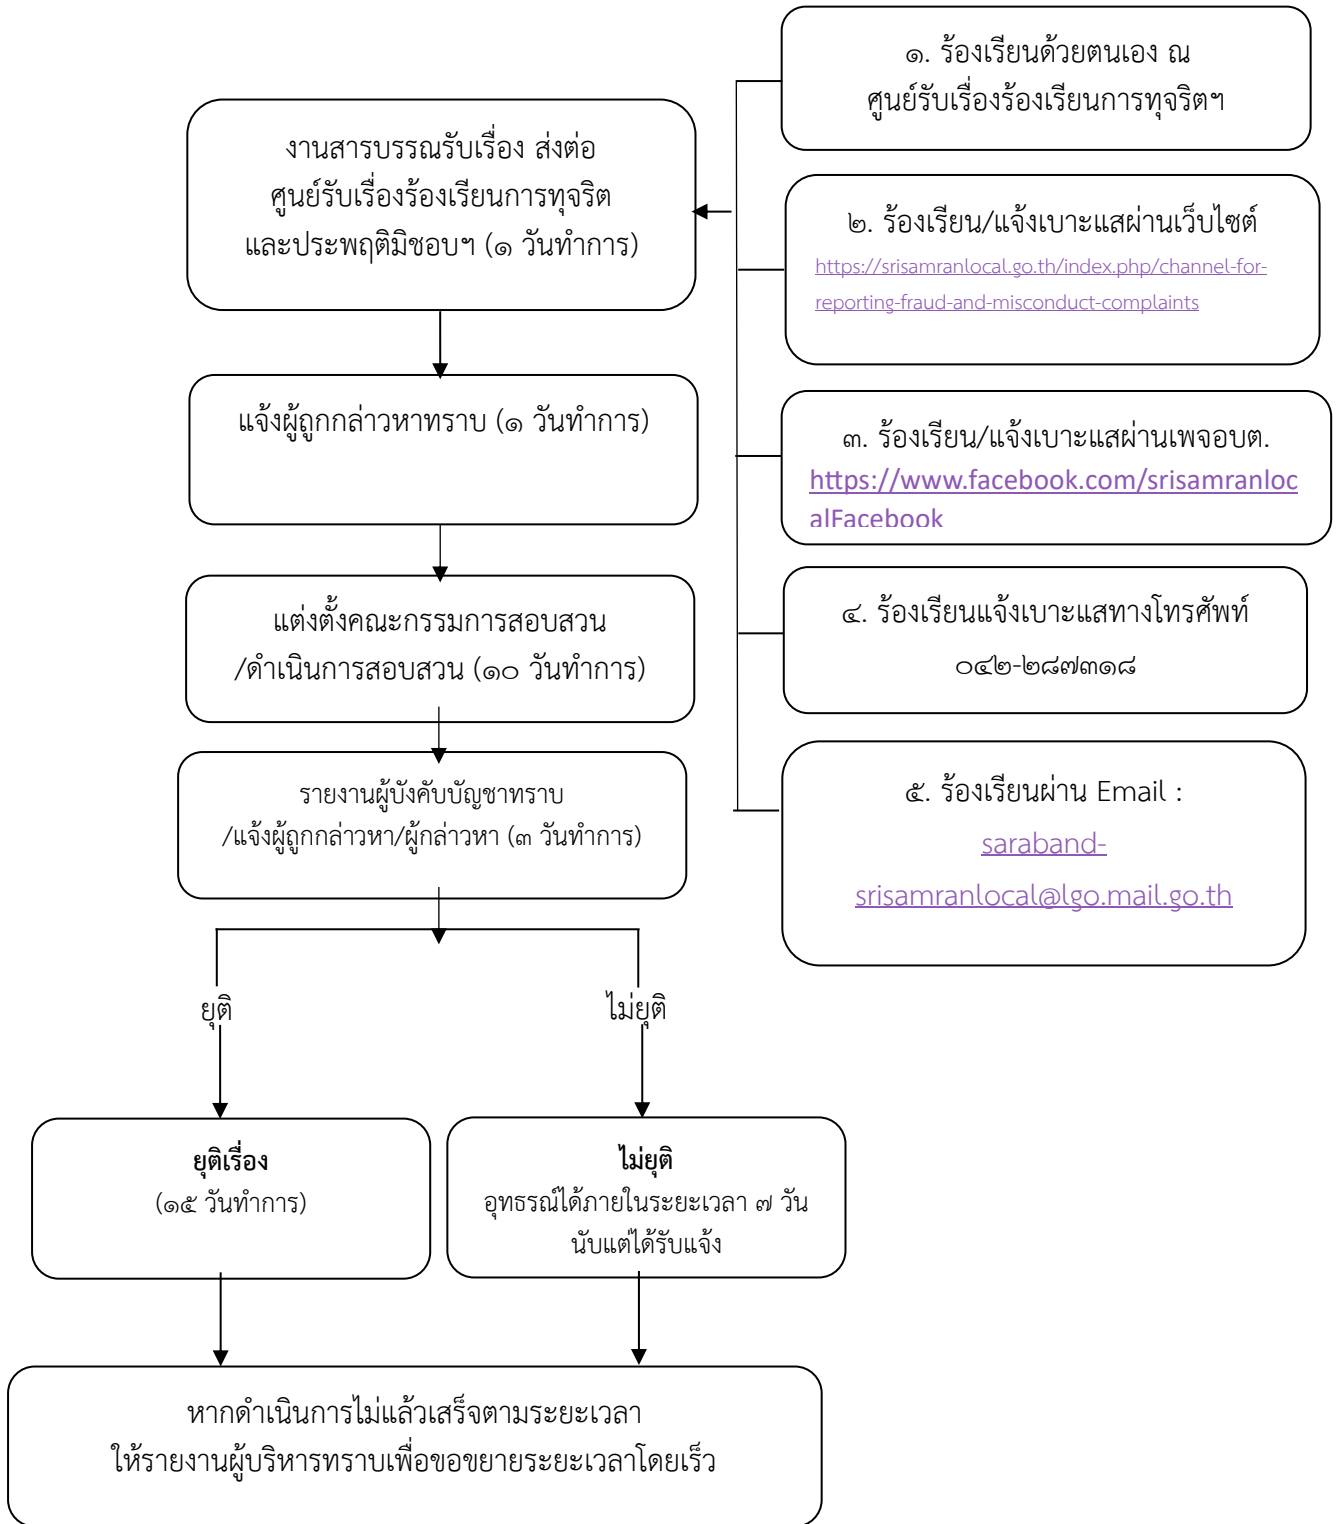 ๑. ร้องเรียนด้วยตนเอง ณ
ศูนย์รับเรื่องร้องเรียนการทุจริตฯ
งานสารบรรณรับเรื่อง ส่งต่อ
ศูนย์รับเรื่องร้องเรียนการทุจริต
และประพฤติมิชอบฯ (๑ วันทำการ)
๒. ร้องเรียน/แจ้งเบาะแสผ่านเว็บไซต์
https://srisamranlocal.go.th/index.php/channel-for-
reporting-fraud-and-misconduct-complaints
แจ้งผู้ถูกกล่าวหาทราบ (๑ วันทำการ)
๓. ร้องเรียน/แจ้งเบาะแสผ่านเพจอบต.
https://www.facebook.com/srisamranloc
alFacebook
แต่งตั้งคณะกรรมการสอบสวน
/ดำเนินการสอบสวน (๑๐ วันทำการ)
๔. ร้องเรียนแจ้งเบาะแสทางโทรศัพท์
๐๔๒-๒๘๗๓๑๘
รายงานผู้บังคับบัญชาทราบ
/แจ้งผู้ถูกกล่าวหา/ผู้กล่าวหา (๓ วันทำการ)
๕. ร้องเรียนผ่าน Email :
saraband-
srisamranlocal@lgo.mail.go.th
ยุติ
ไม่ยุติ
ยุติเรื่อง
(๑๕ วันทำการ)
ไม่ยุติ
อุทธรณ์ได้ภายในระยะเวลา ๗ วัน
นับแต่ได้รับแจ้ง
หากดำเนินการไม่แล้วเสร็จตามระยะเวลา
ให้รายงานผู้บริหารทราบเพื่อขอขยายระยะเวลาโดยเร็ว